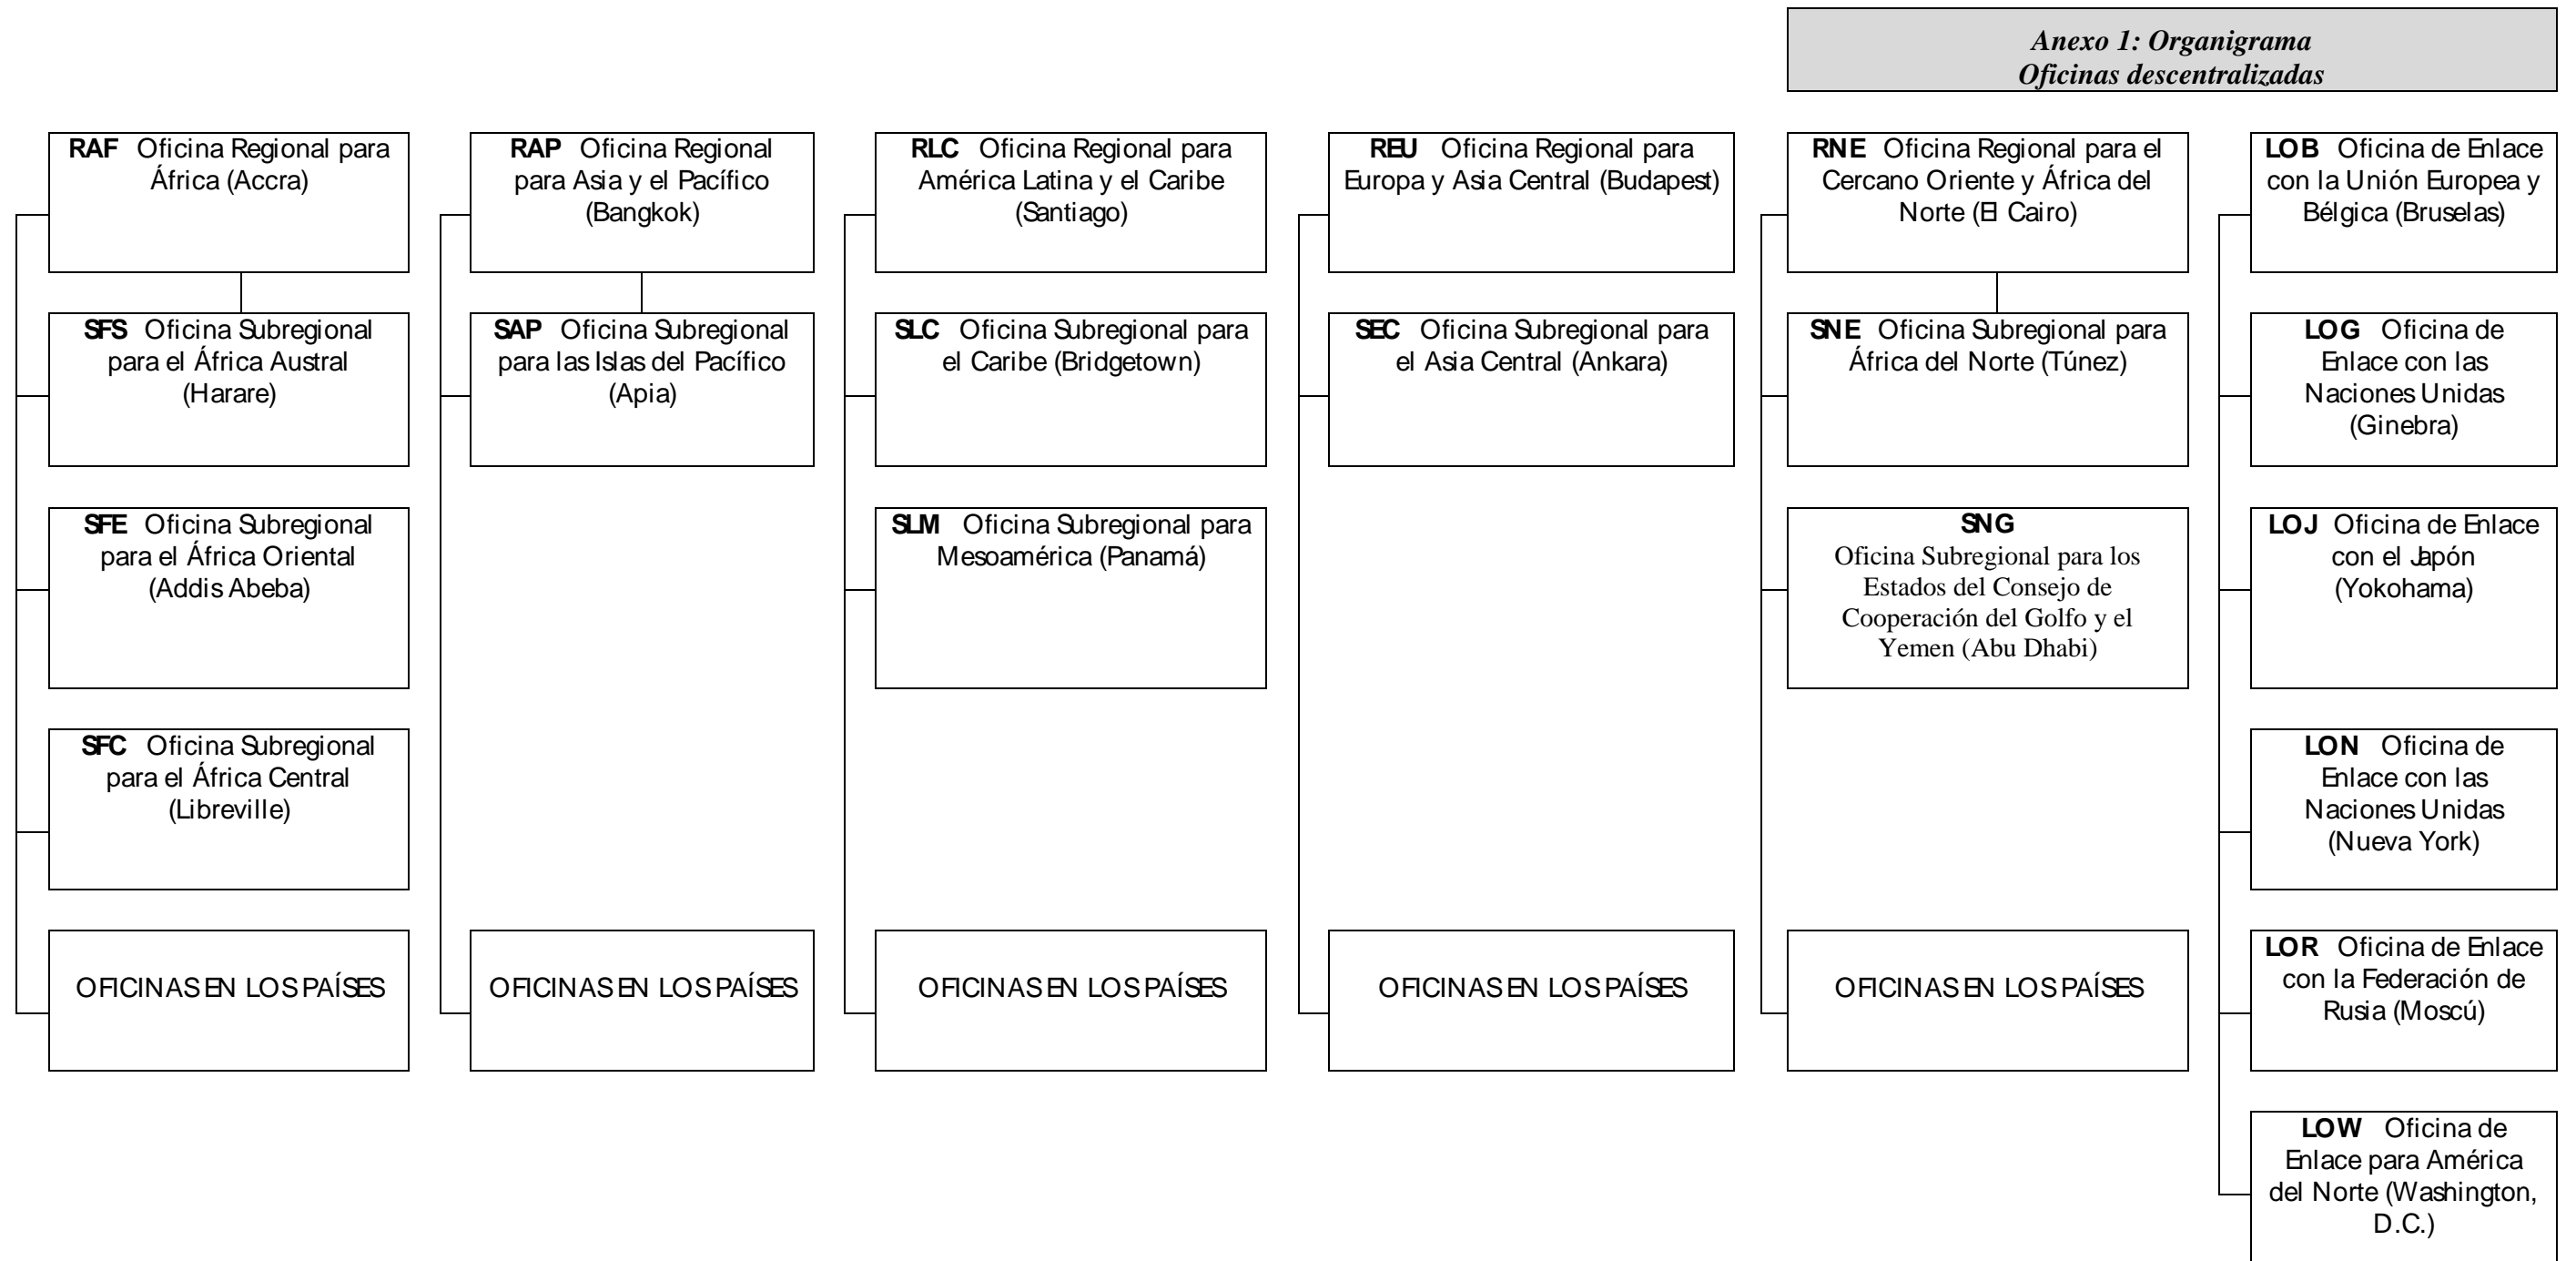 Anexo 1: Organigrama
Oficinas descentralizadas
RAF Oficina Regional para
África (Accra)
SFS Oficina Subregional
para el África Austral
(Harare)
SFE Oficina Subregional
para el África Oriental
(Addis Abeba)
SFC Oficina Subregional
para el África Central
(Libreville)
OFICINAS EN LOS PAÍSES
RAP Oficina Regional
para Asia y el Pacífico
(Bangkok)
SAP Oficina Subregional
para las Islas del Pacífico
(Apia)
OFICINAS EN LOS PAÍSES
RLC Oficina Regional para
América Latina y el Caribe
(Santiago)
SLC Oficina Subregional para
el Caribe (Bridgetown)
SLM Oficina Subregional para
Mesoamérica (Panamá)
OFICINAS EN LOS PAÍSES
REU Oficina Regional para
Europa y Asia Central (Budapest)
SEC Oficina Subregional para
el Asia Central (Ankara)
OFICINAS EN LOS PAÍSES
RNE Oficina Regional para el
Cercano Oriente y África del
Norte (El Cairo)
SNE Oficina Subregional para
África del Norte (Túnez)
SNG
Oficina Subregional para los
Estados del Consejo de
Cooperación del Golfo y el
Yemen (Abu Dhabi)
OFICINAS EN LOS PAÍSES
LOB Oficina de Enlace
con la Unión Europea y
Bélgica (Bruselas)
LOG Oficina de
Enlace con las
Naciones Unidas
(Ginebra)
LOJ Oficina de Enlace
con el Japón
(Yokohama)
LON Oficina de
Enlace con las
Naciones Unidas
(Nueva York)
LOR Oficina de Enlace
con la Federación de
Rusia (Moscú)
LOW Oficina de
Enlace para América
del Norte (Washington,
D.C.)